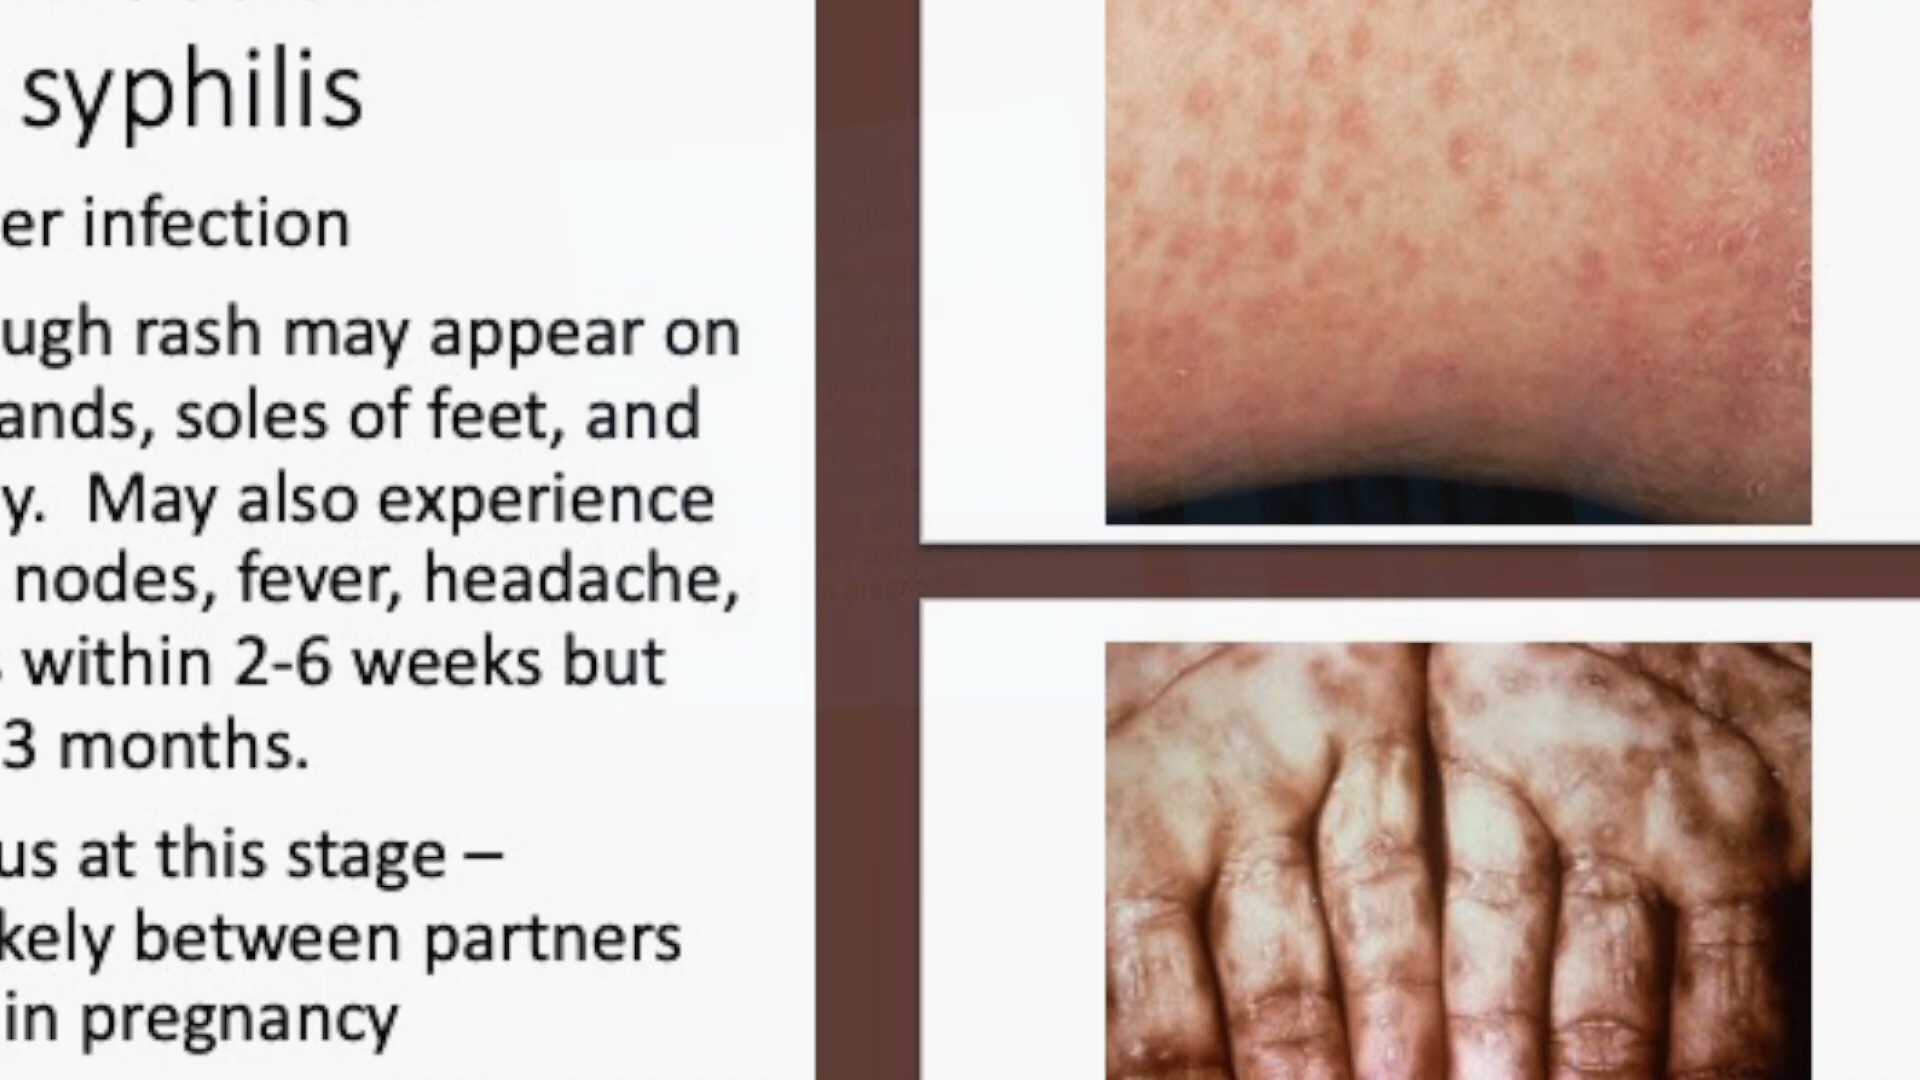 syphilis
er infection
ugh rash may appear on
ands, soles of feet, and
y. May also experience
nodes, fever, headache,
s within 2-6 weeks but
3 months.
us at this stage –
kely between partners
in pregnancy